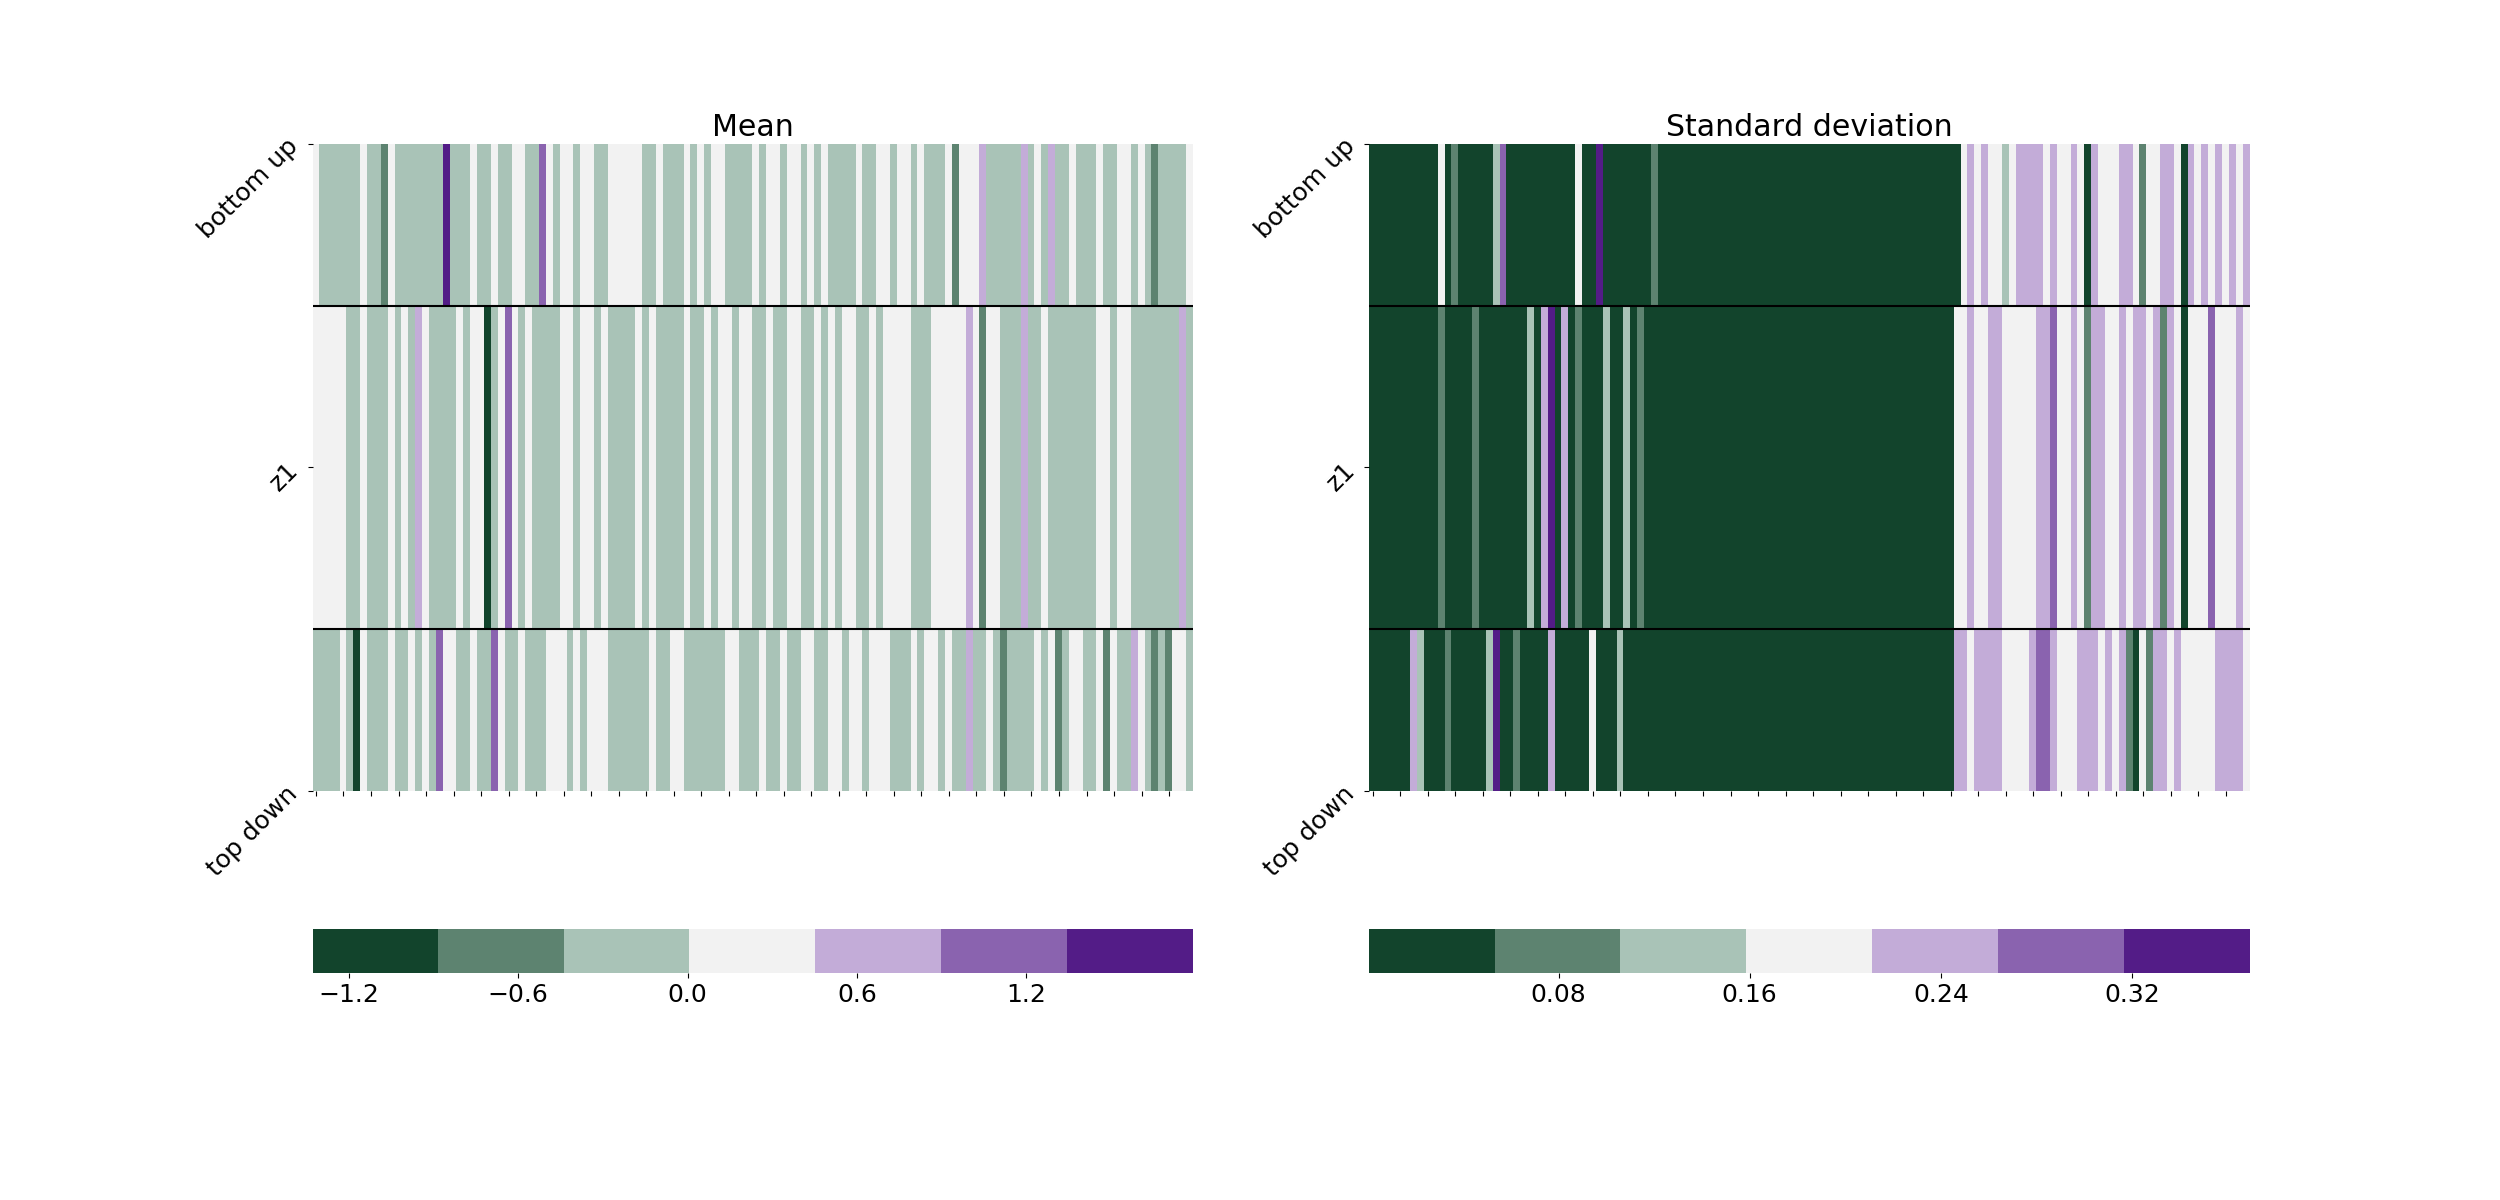 Mean
bottom up
z1
top down
−1.2 −0.6 0.0 0.6 1.2
Standard deviation
bottom up
z1
top down
0.08 0.16 0.24 0.32